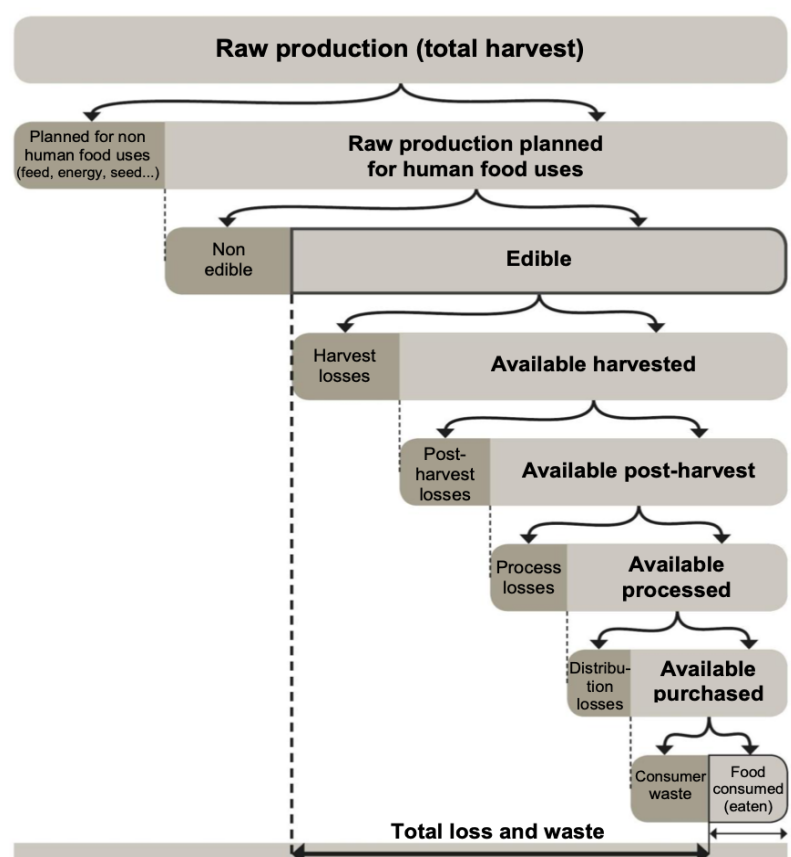 Raw production (total harvest)
Planned for non
human food uses
(feed, energy, seed...)
Raw production planned
for human food uses
Non
edible
Edible
Harvest
losses
Available harvested
Post-
harvest
losses
Available post-harvest
Process
losses
Available
processed
Distribu-
tion
losses
Available
purchased
Consumer
waste
Food
consumed
(eaten)
Total loss and waste